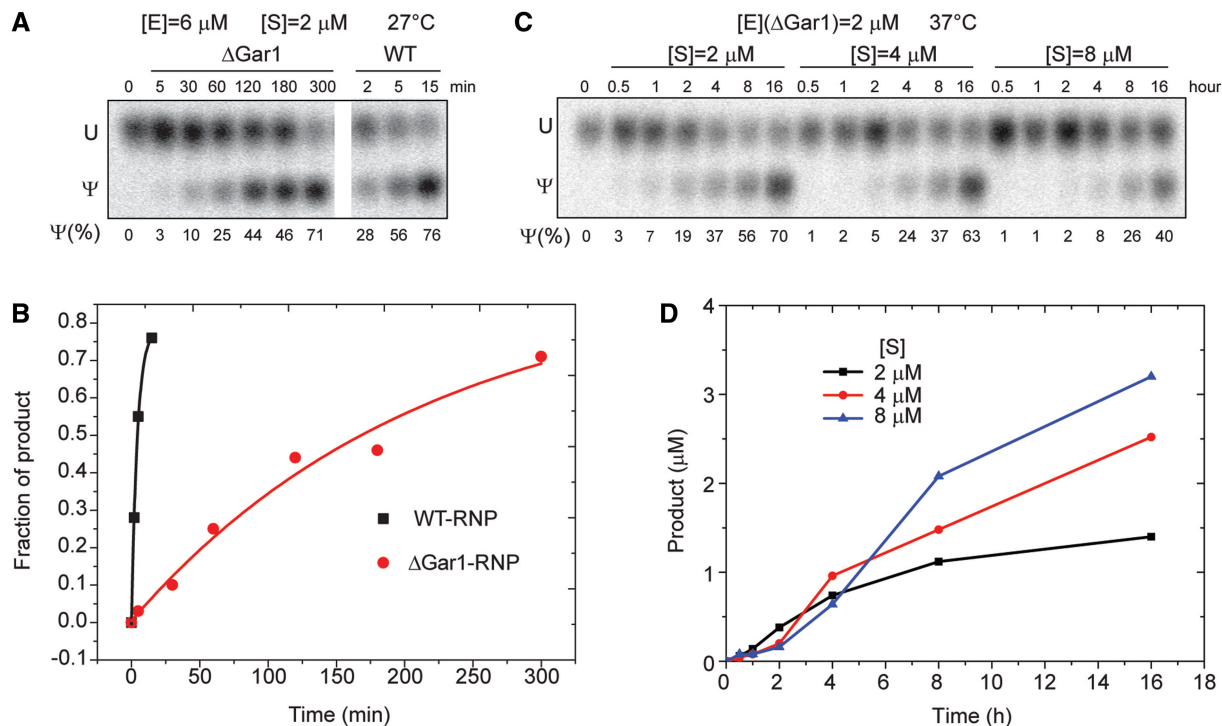 A
[E]=6 μM [S]=2 μM 27°C
ΔGar1 WT
0 5 30 60 120 180 300 2 5 15 min
U
Ψ
Ψ(%) 0 3 10 25 44 46 71 28 56 76
C
[E](ΔGar1)=2 μM 37°C
[S]=2 μM [S]=4 μM [S]=8 μM
0 0.5 1 2 4 8 16 0.5 1 2 4 8 16 0.5 1 2 4 8 16 hour
U
Ψ
Ψ(%) 0 3 7 19 37 56 70 1 2 5 24 37 63 1 1 2 8 26 40
B
0.8
0.7
0.6
0.5
0.4
0.3
0.2
0.1
0.0
-0.1
Fraction of product
WT-RNP
ΔGar1-RNP
0 50 100 150 200 250 300
Time (min)
D
4
3
2
1
0
Product (μM)
[S]
2 μM
4 μM
8 μM
0 2 4 6 8 10 12 14 16 18
Time (h)